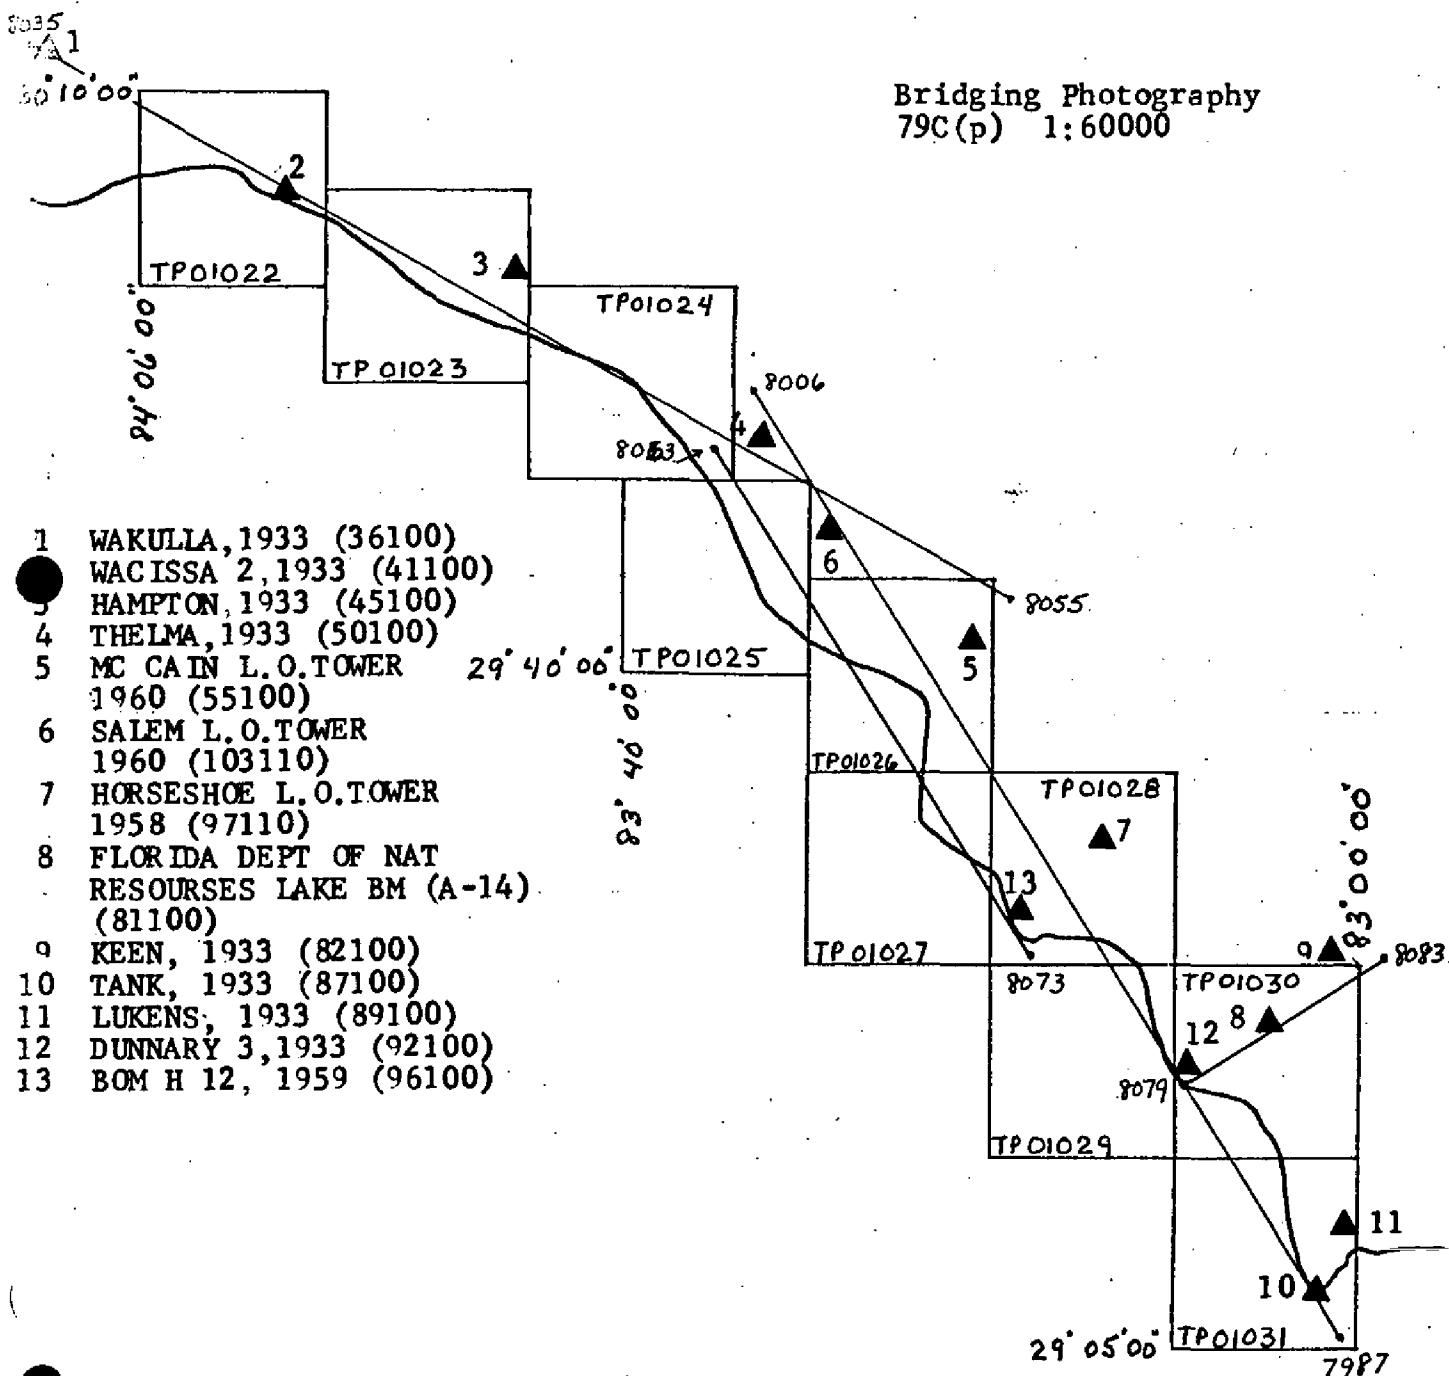 8035
1
30°10'00"
Bridging Photography
79C(p) 1:60000
2
3
TP01022
TP01024
84° 06' 00"
TP01023
8006
4
1 WAKULLA,1933 (36100)
WACISSA 2,1933 (41100)
3 HAMPTON,1933 (45100)
4 THELMA,1933 (50100)
5 MC CAIN L.O.TOWER
1960 (55100)
6 SALEM L.O.TOWER
1960 (103110)
7 HORSESHOE L.O.TOWER
1958 (97110)
8 FLORIDA DEPT OF NAT
RESOURSES LAKE BM (A-14)
(81100)
9 KEEN, 1933 (82100)
10 TANK, 1933 (87100)
11 LUKENS, 1933 (89100)
12 DUNNARY 3,1933 (92100)
13 BOM H 12, 1959 (96100)
6
8055
5
29° 40' 00"
TP01025
83° 40' 00"
TP01026
TP01028
7
83° 00' 00"
13
TP01027
8073
9
8083
TP01030
8
12
8079
TP01029
11
10
29° 05' 00"
TP01031
7987